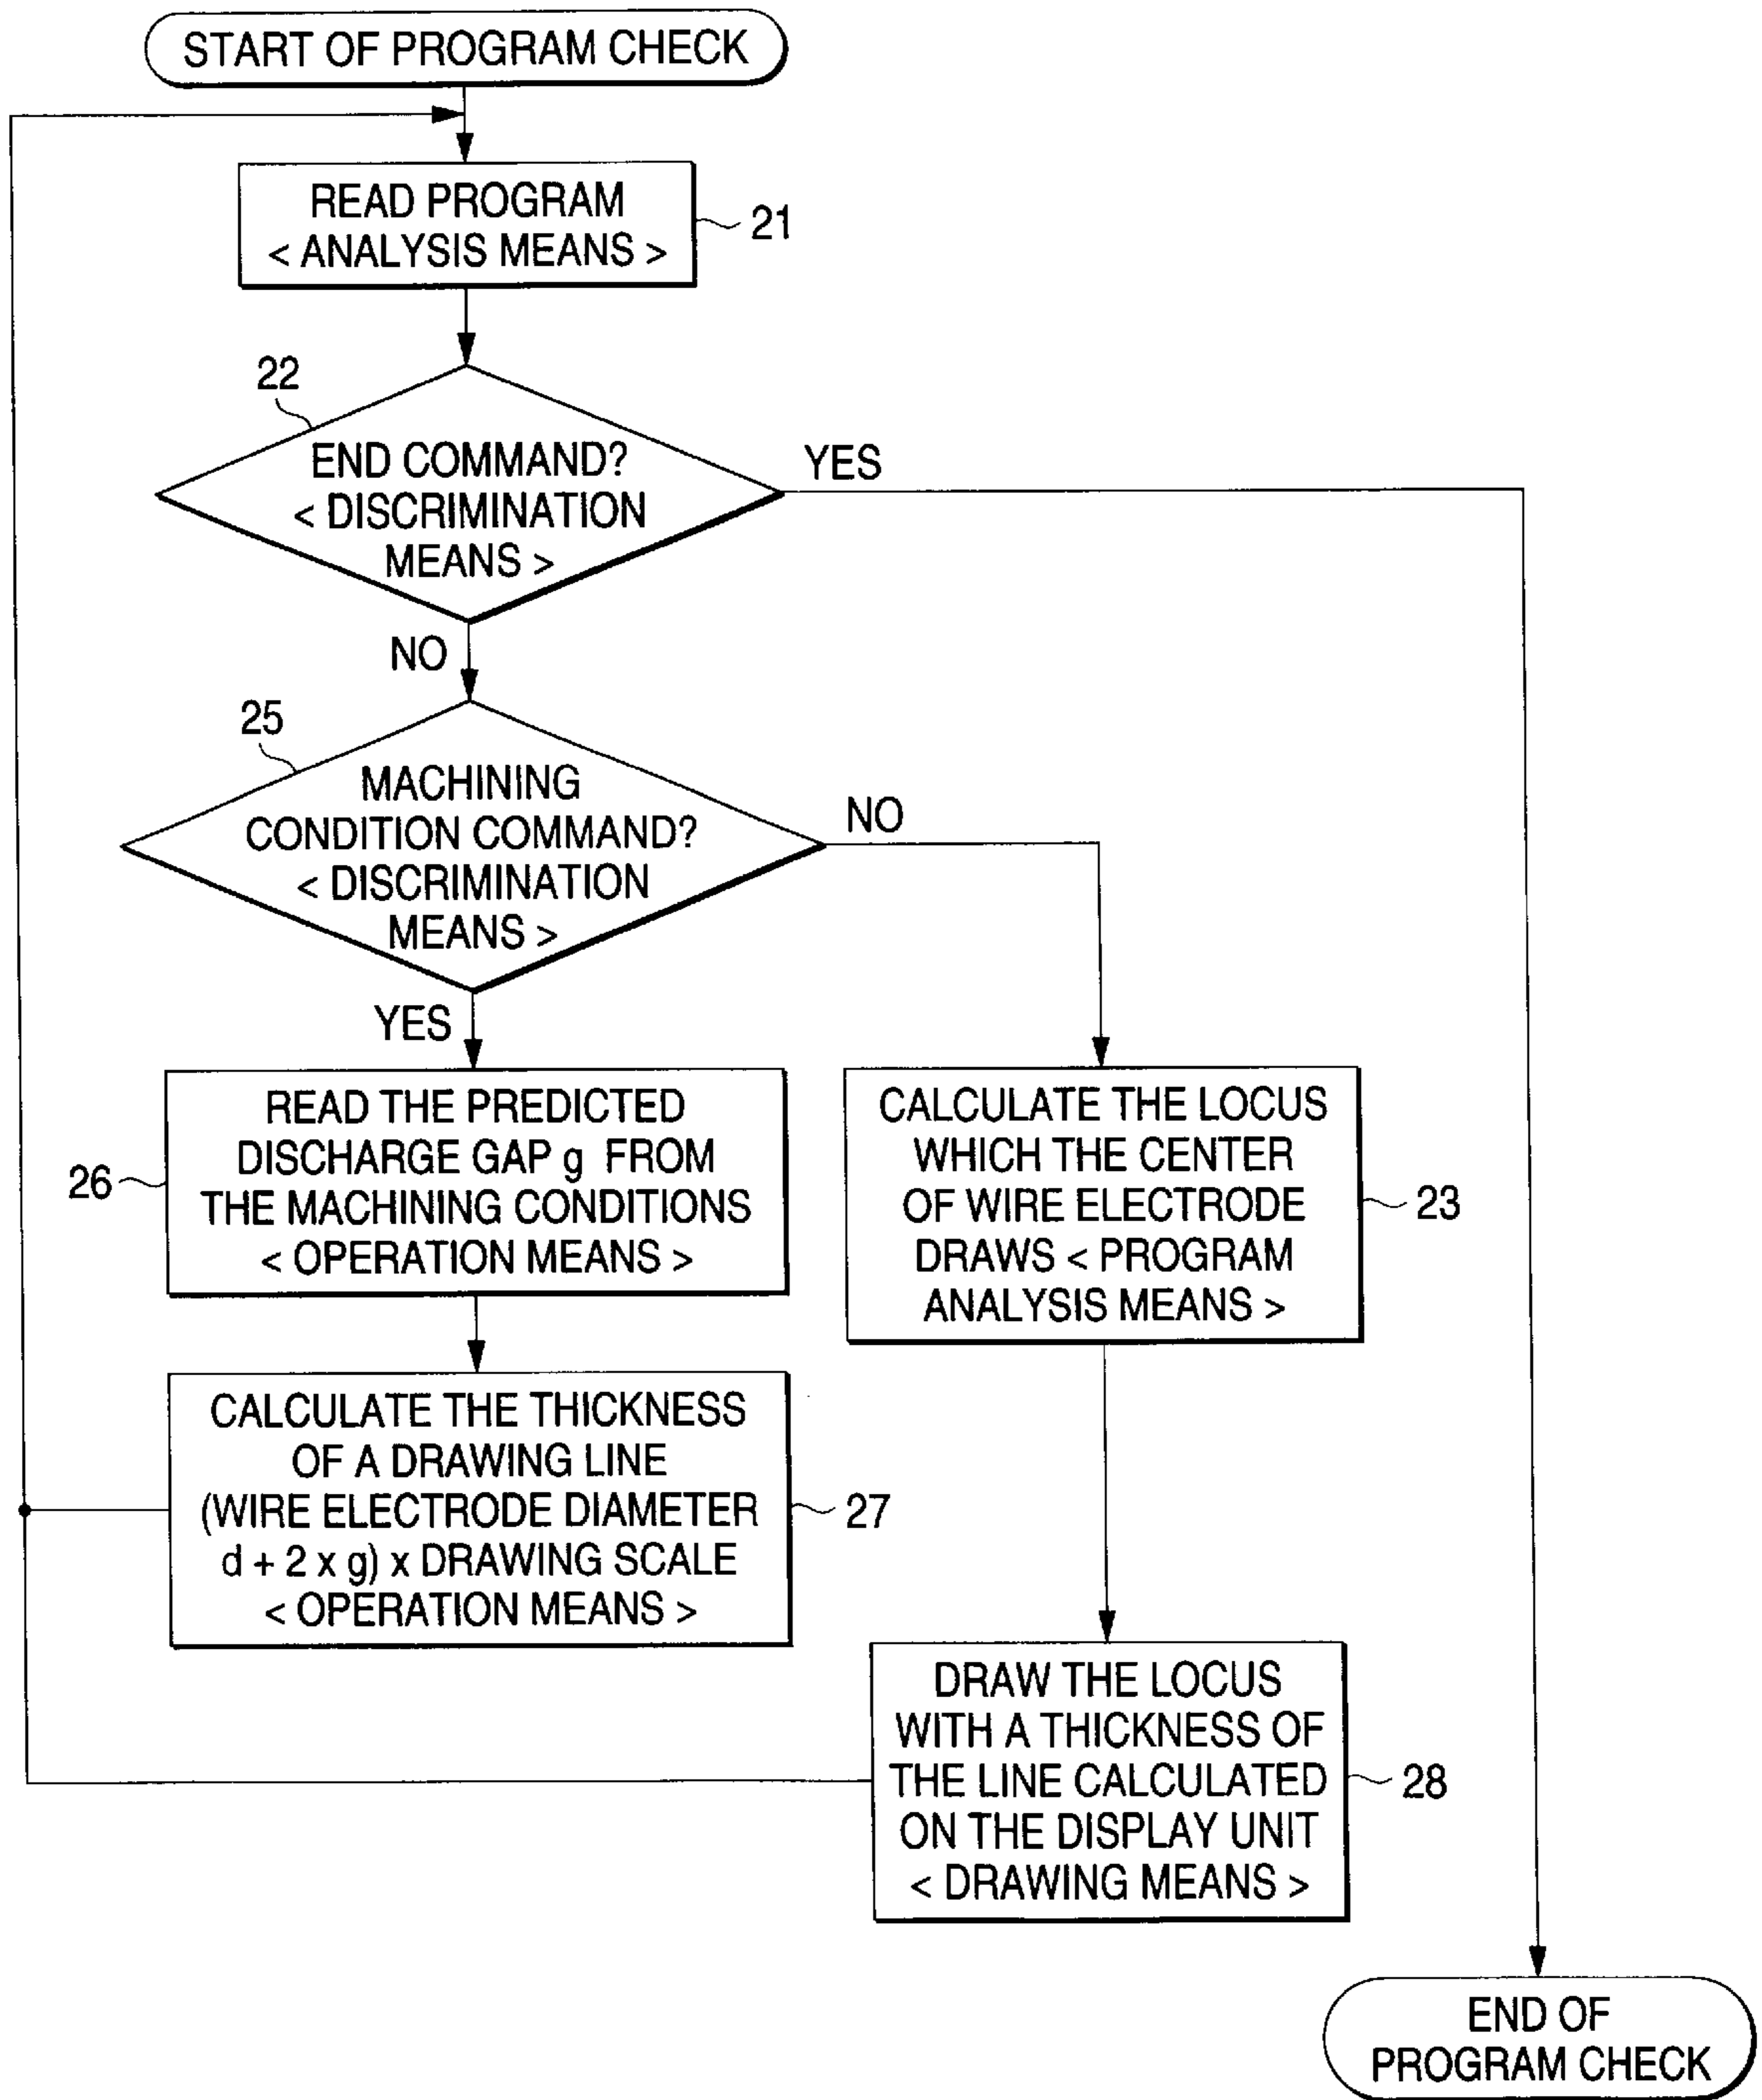 START OF PROGRAM CHECK
READ PROGRAM
< ANALYSIS MEANS >
21
22
END COMMAND?
< DISCRIMINATION
MEANS >
YES
NO
25
MACHINING
CONDITION COMMAND?
< DISCRIMINATION
MEANS >
NO
YES
READ THE PREDICTED
DISCHARGE GAP g FROM
THE MACHINING CONDITIONS
< OPERATION MEANS >
26
CALCULATE THE LOCUS
WHICH THE CENTER
OF WIRE ELECTRODE
DRAWS < PROGRAM
ANALYSIS MEANS >
23
CALCULATE THE THICKNESS
OF A DRAWING LINE
(WIRE ELECTRODE DIAMETER
d + 2 x g) x DRAWING SCALE
< OPERATION MEANS >
27
DRAW THE LOCUS
WITH A THICKNESS OF
THE LINE CALCULATED
ON THE DISPLAY UNIT
< DRAWING MEANS >
28
END OF
PROGRAM CHECK